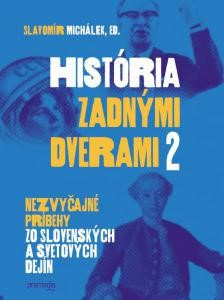 SLAVOMÍR MICHÁLEK, ED.
HISTÓRIA
ZADNÝMI
DVERAMI 2
NEZVYČAJNÉ
PRÍBEHY
ZO SLOVENSKÝCH
A SVETOVÝCH
DEJÍN
premedia